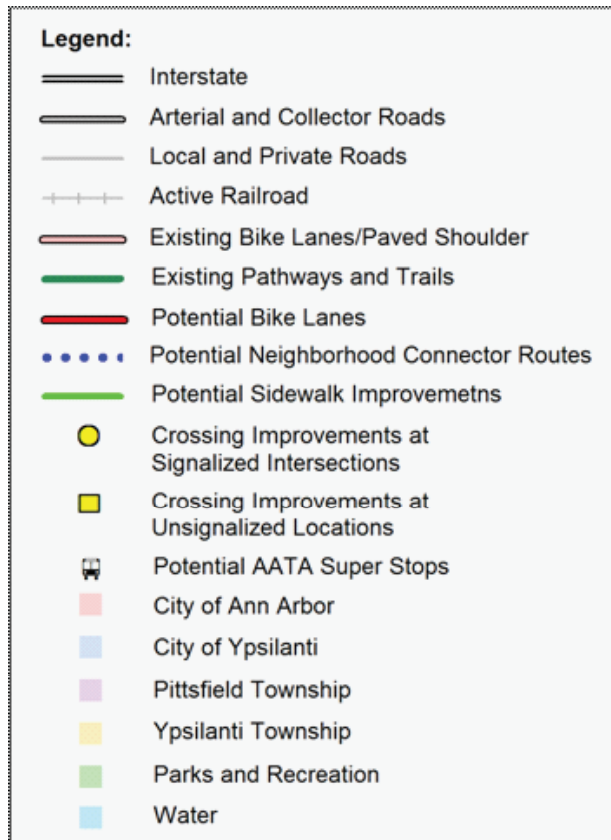 Legend:
Interstate
Arterial and Collector Roads
Local and Private Roads
Active Railroad
Existing Bike Lanes/Paved Shoulder
Existing Pathways and Trails
Potential Bike Lanes
Potential Neighborhood Connector Routes
Potential Sidewalk Improvemetns
Crossing Improvements at
Signalized Intersections
Crossing Improvements at
Unsignalized Locations
Potential AATA Super Stops
City of Ann Arbor
City of Ypsilanti
Pittsfield Township
Ypsilanti Township
Parks and Recreation
Water